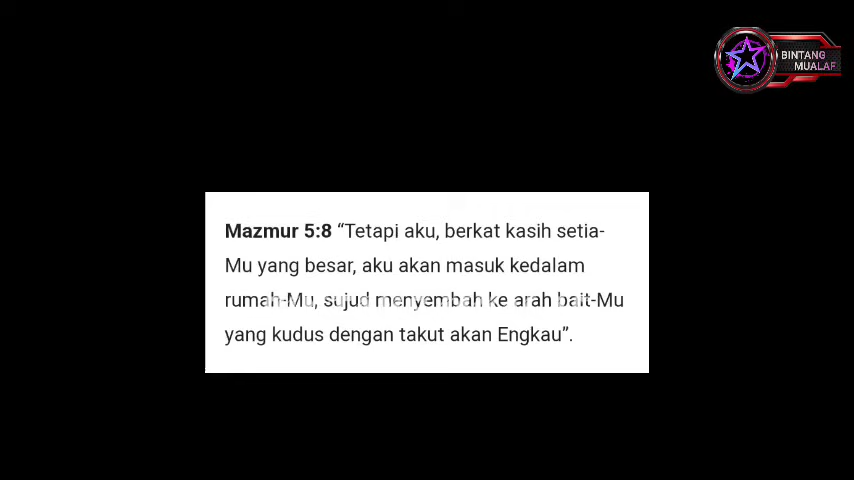 BINTANG
MUALAF
Mazmur 5:8 “Tetapi aku, berkat kasih setia-
Mu yang besar, aku akan masuk kedalam
rumah-Mu, sujud menyembah ke arah bait-Mu
yang kudus dengan takut akan Engkau”.